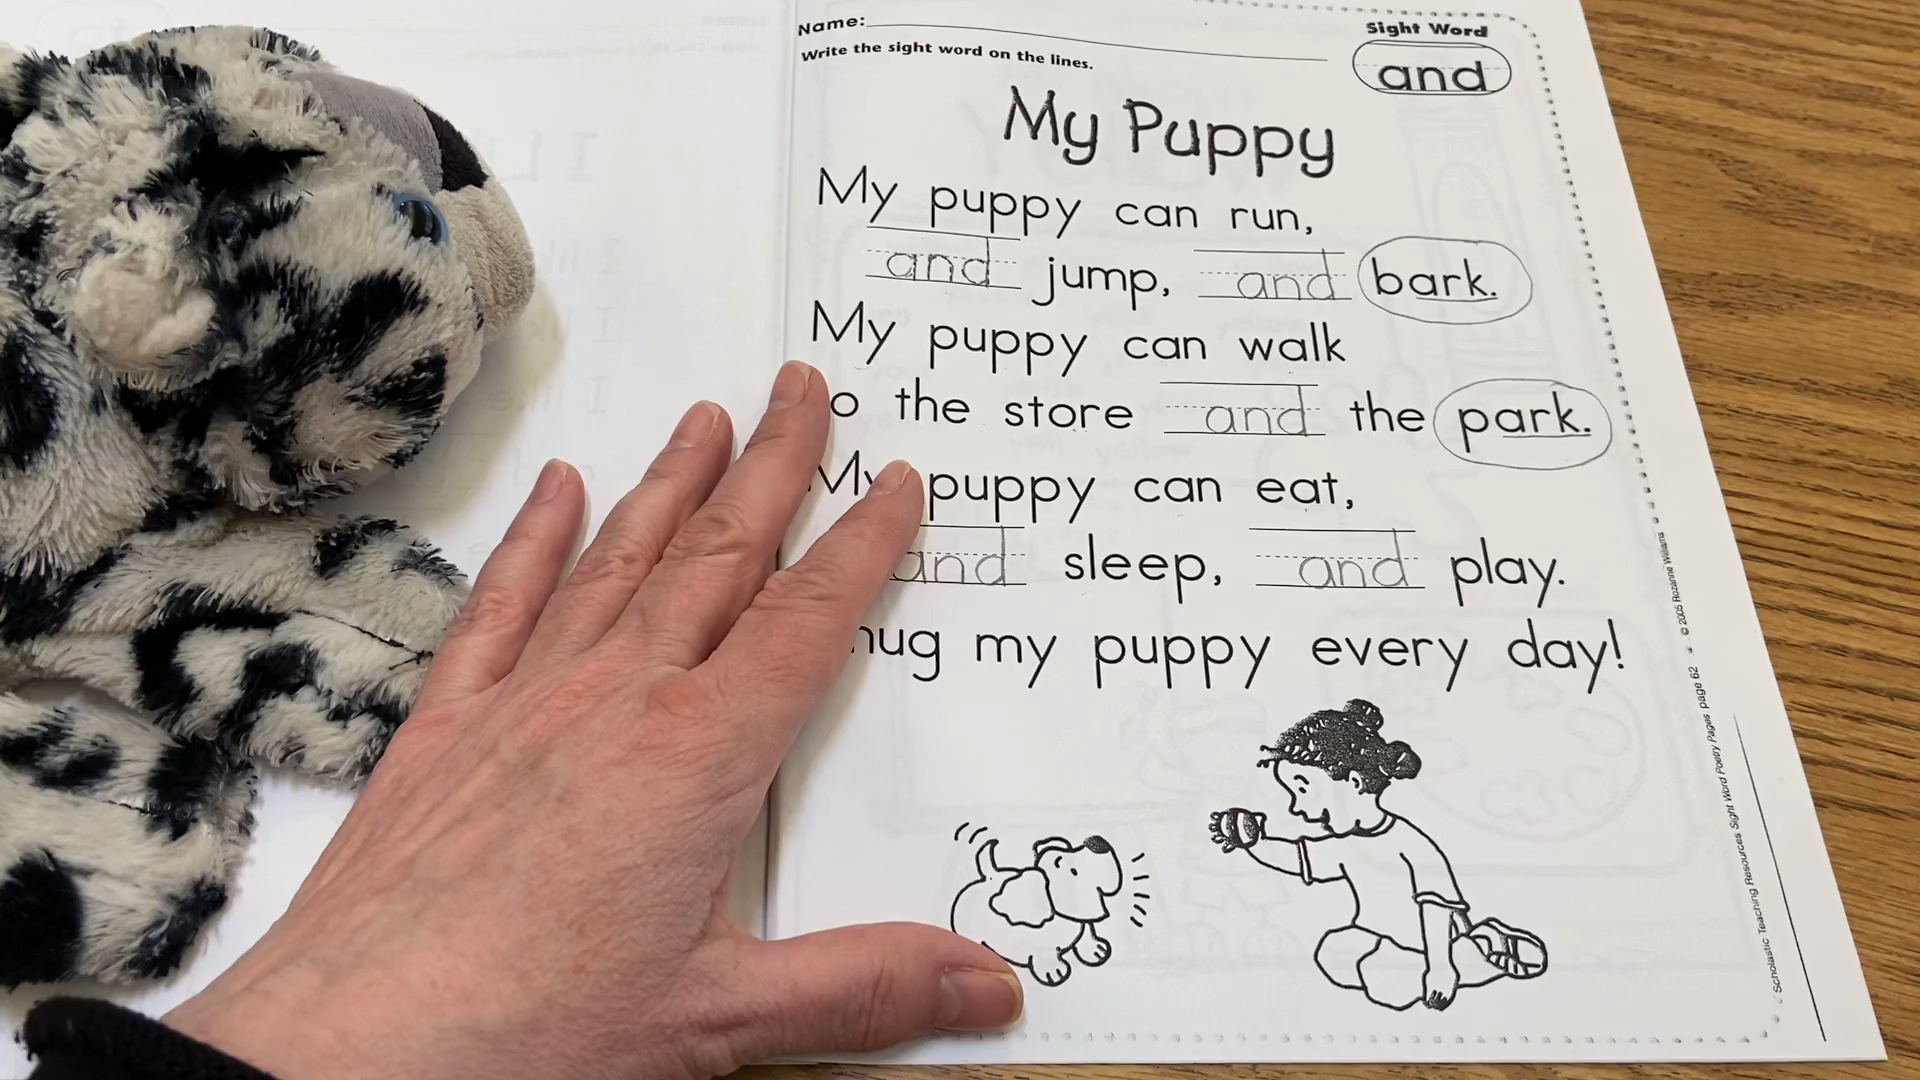 Name:
Sight Word
Write the sight word on the lines.
and
My Puppy
My puppy can run,
and jump, and bark.
My puppy can walk
o the store and the park.
My puppy can eat,
and sleep, and play.
hug my puppy every day!
Scholastic Teaching Resources Sight Word Poetry Pages page 62 • © 2005 Rozanne Williams